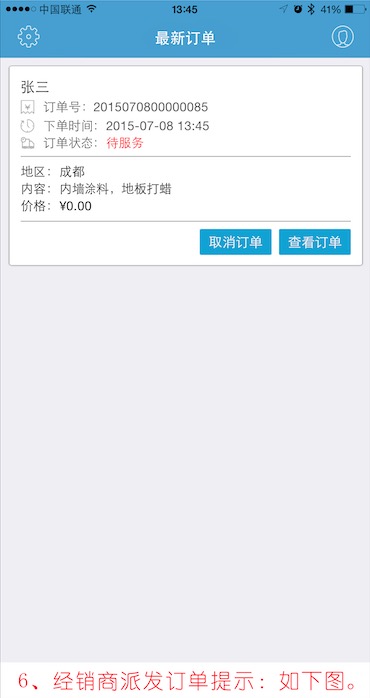 中国联通 13:45 41%
最新订单
张三
订单号：2015070800000085
下单时间：2015-07-08 13:45
订单状态：待服务
地区：成都
内容：内墙涂料，地板打蜡
价格：¥0.00
取消订单 查看订单
6、经销商派发订单提示：如下图。